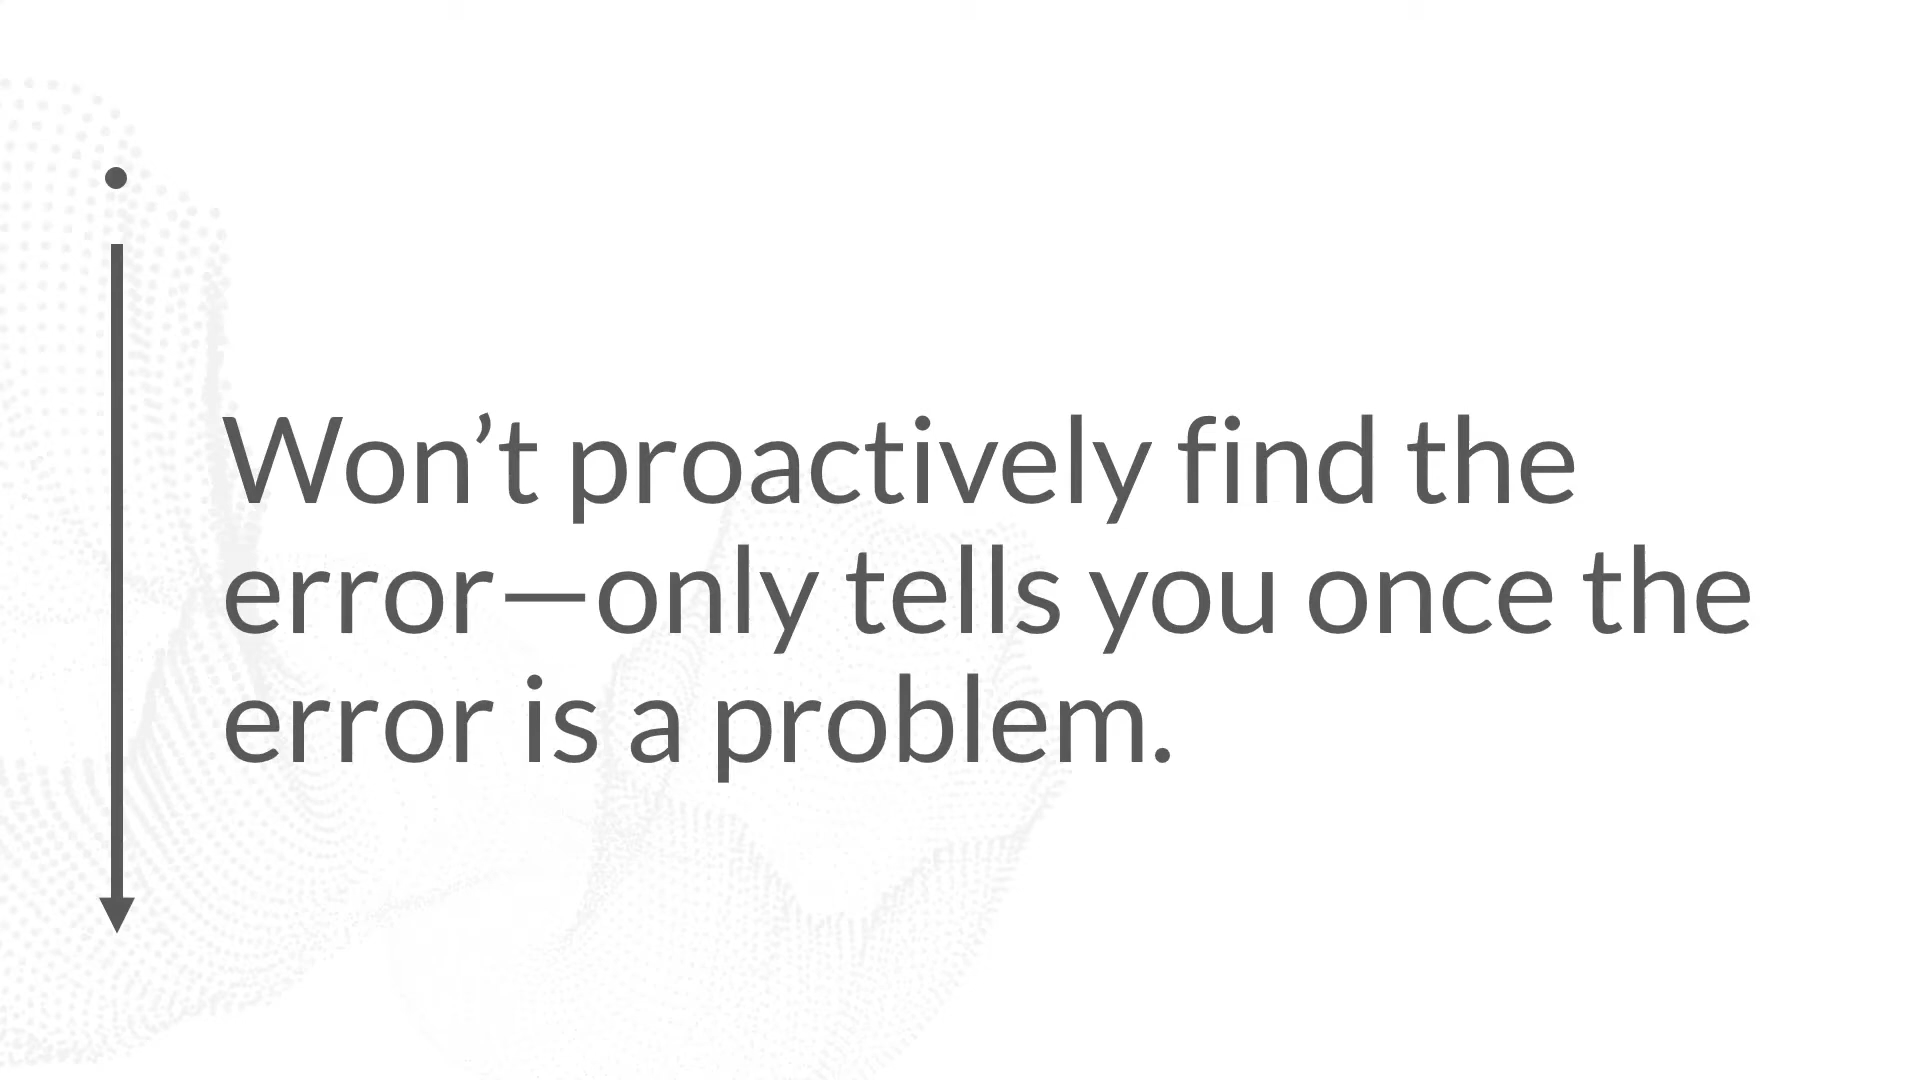 Won’t proactively find the
error—only tells you once the
error is a problem.